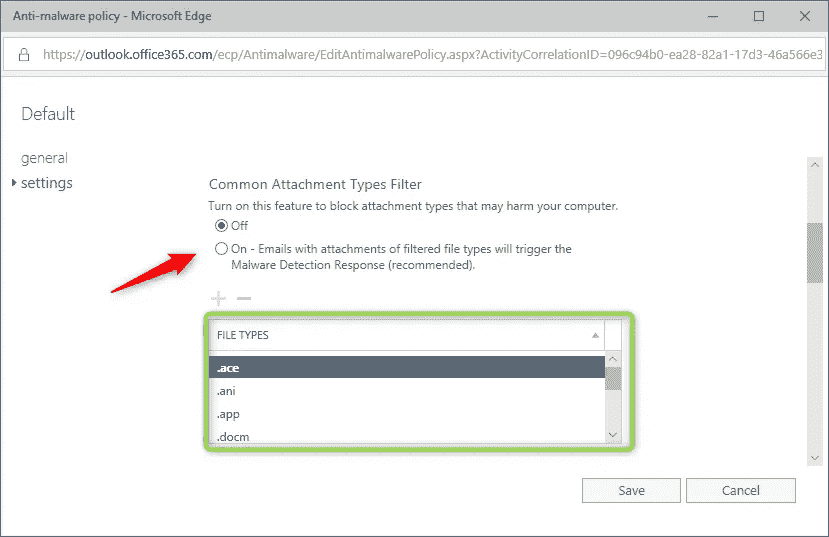 Anti-malware policy - Microsoft Edge
https://outlook.office365.com/ecp/Antimalware/EditAntimalwarePolicy.aspx?ActivityCorrelationID=096c94b0-ea28-82a1-17d3-46a566e3
Default
general
settings
Common Attachment Types Filter
Turn on this feature to block attachment types that may harm your computer.
Off
On - Emails with attachments of filtered file types will trigger the
Malware Detection Response (recommended).
FILE TYPES
.ace
.ani
.app
.docm
Save Cancel